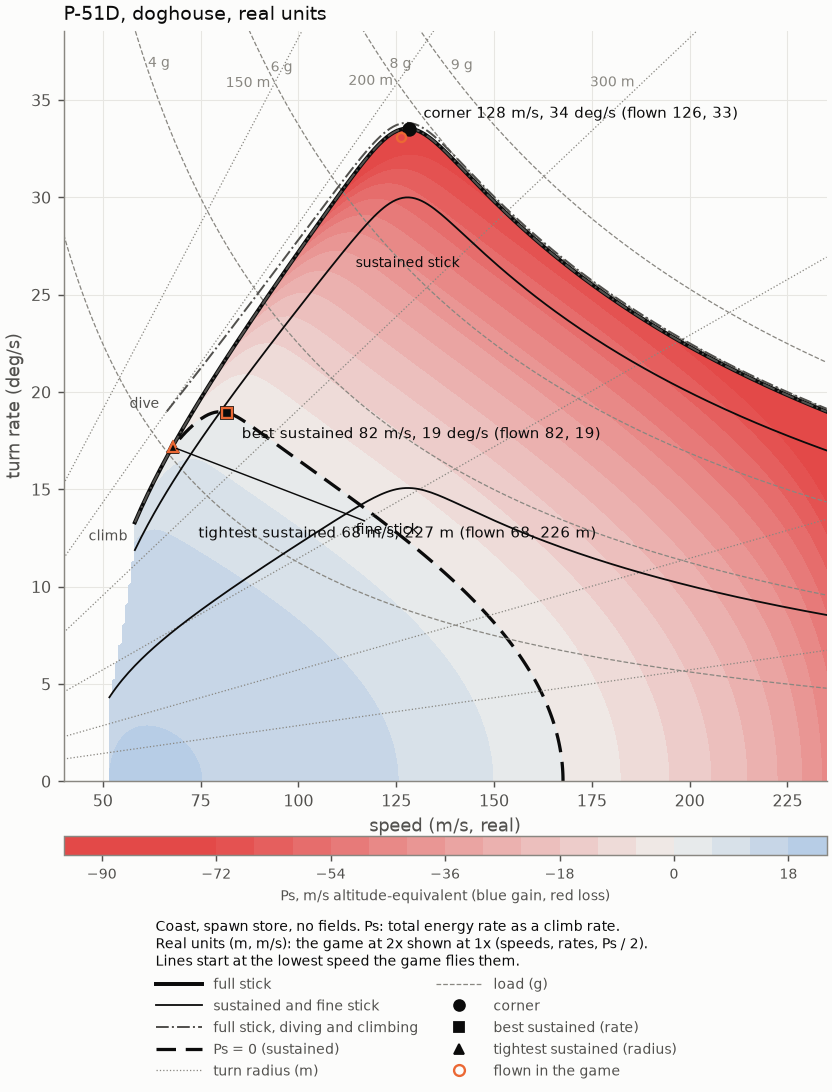 P-51D, doghouse, real units
4 g
6 g
8 g
9 g
150 m
200 m
300 m
corner 128 m/s, 34 deg/s (flown 126, 33)
sustained stick
dive
best sustained 82 m/s, 19 deg/s (flown 82, 19)
fine stick
tightest sustained 68 m/s, 227 m (flown 68, 226 m)
climb
turn rate (deg/s)
35
30
25
20
15
10
5
0
50
75
100
125
150
175
200
225
speed (m/s, real)
−90
−72
−54
−36
−18
0
18
Ps, m/s altitude-equivalent (blue gain, red loss)
Coast, spawn store, no fields. Ps: total energy rate as a climb rate.
Real units (m, m/s): the game at 2x shown at 1x (speeds, rates, Ps / 2).
Lines start at the lowest speed the game flies them.
full stick
sustained and fine stick
full stick, diving and climbing
Ps = 0 (sustained)
turn radius (m)
load (g)
corner
best sustained (rate)
tightest sustained (radius)
flown in the game